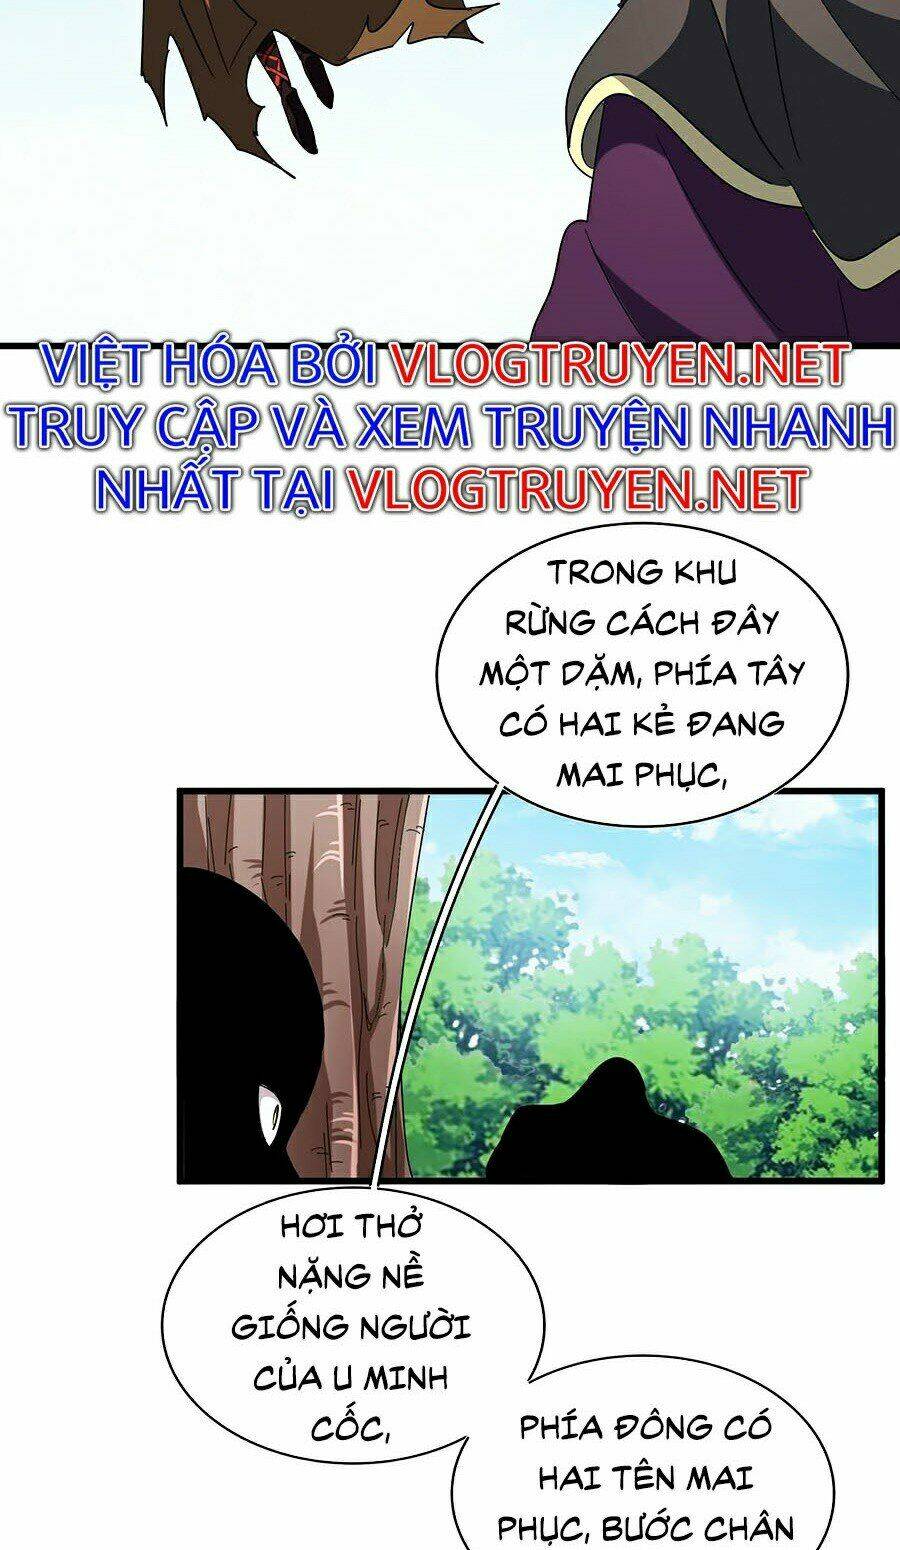 VIỆT HÓA BỞI VLOGTRUYEN.NET
TRUY CẬP VÀ XEM TRUYỆN NHANH
NHẤT TẠI VLOGTRUYEN.NET
TRONG KHU
RỪNG CÁCH ĐÂY
MỘT DẶM, PHÍA TÂY
CÓ HAI KẺ ĐANG
MAI PHỤC,
HƠI THỞ
NẶNG NỀ
GIỐNG NGƯỜI
CỦA U MINH
CỐC,
PHÍA ĐÔNG CÓ
HAI TÊN MAI
PHỤC, BƯỚC CHÂN